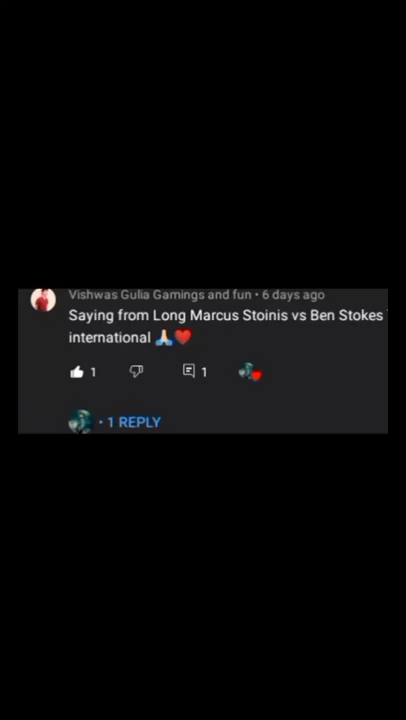 Vishwas Gulia Gamings and fun • 6 days ago
Saying from Long Marcus Stoinis vs Ben Stokes
international 🙏🏻❤️
1 1
• 1 REPLY